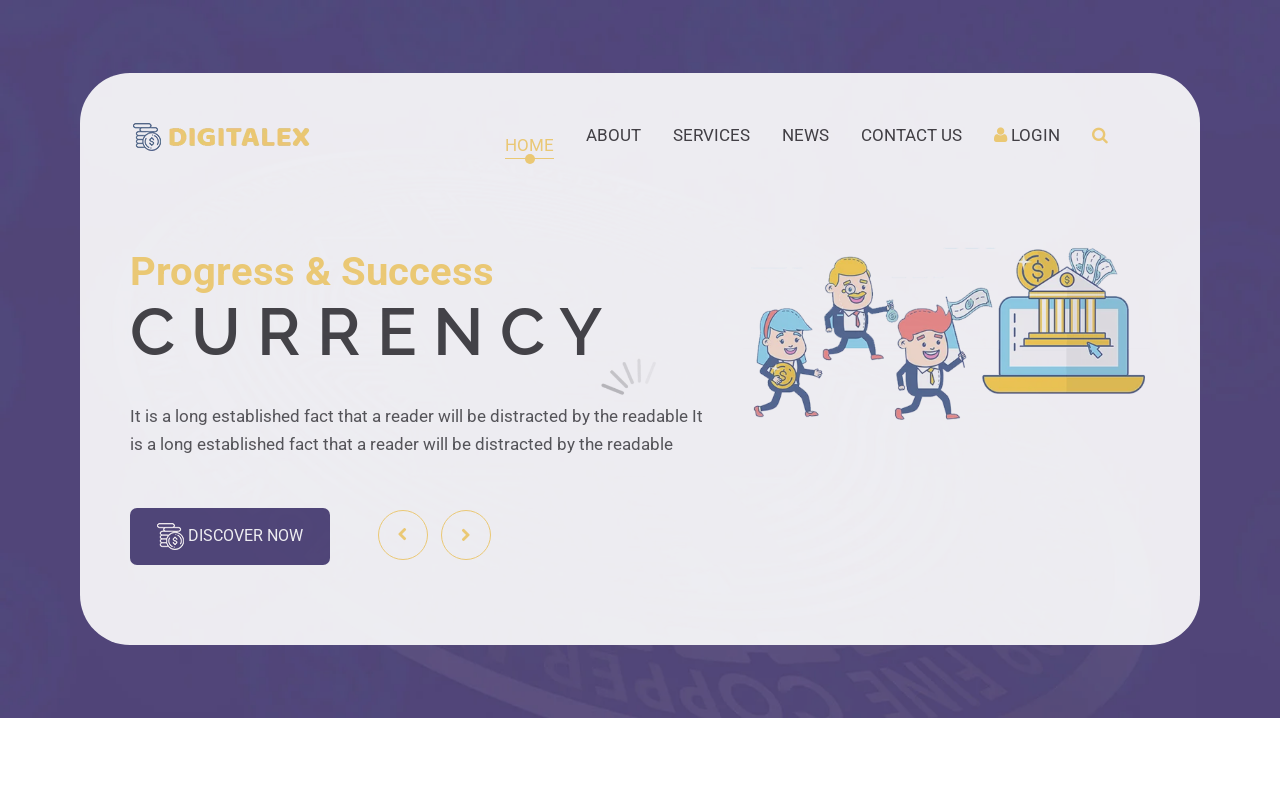 DIGITALEX
HOME
ABOUT
SERVICES
NEWS
CONTACT US
LOGIN
Progress & Success
CURRENCY
It is a long established fact that a reader will be distracted by the readable It
is a long established fact that a reader will be distracted by the readable
DISCOVER NOW
FINE COPPER